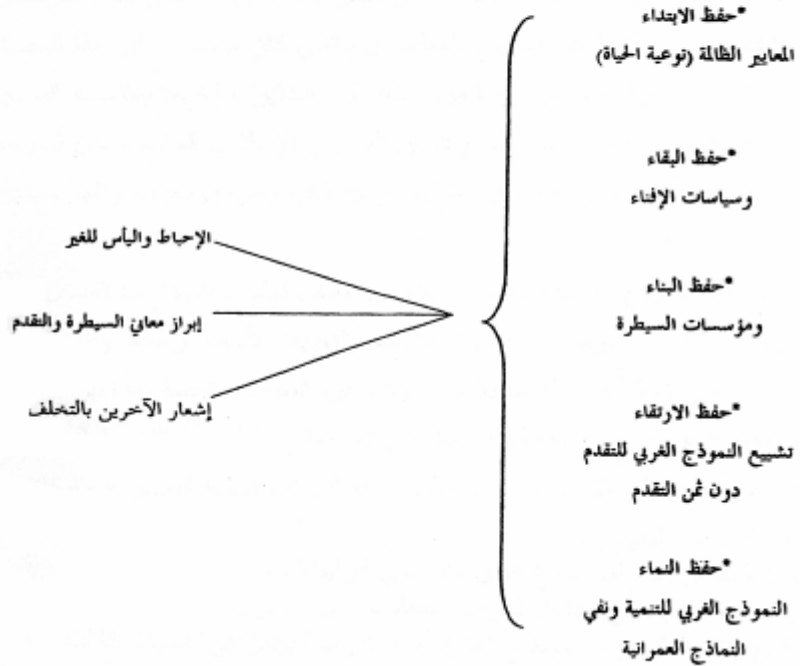 *حفظ الابتداء
المعايير الظالمة (نوعية الحياة)
*حفظ البقاء
وسياسات الإفناء
*حفظ البناء
ومؤسسات السيطرة
*حفظ الارتقاء
تشييع النموذج الغربي للتقدم
دون ثمن التقدم
*حفظ النماء
النموذج الغربي للتنمية ونفي
النماذج العمرانية
الإحباط واليأس للغير
إبراز معاني السيطرة والتقدم
إشعار الآخرين بالتخلف